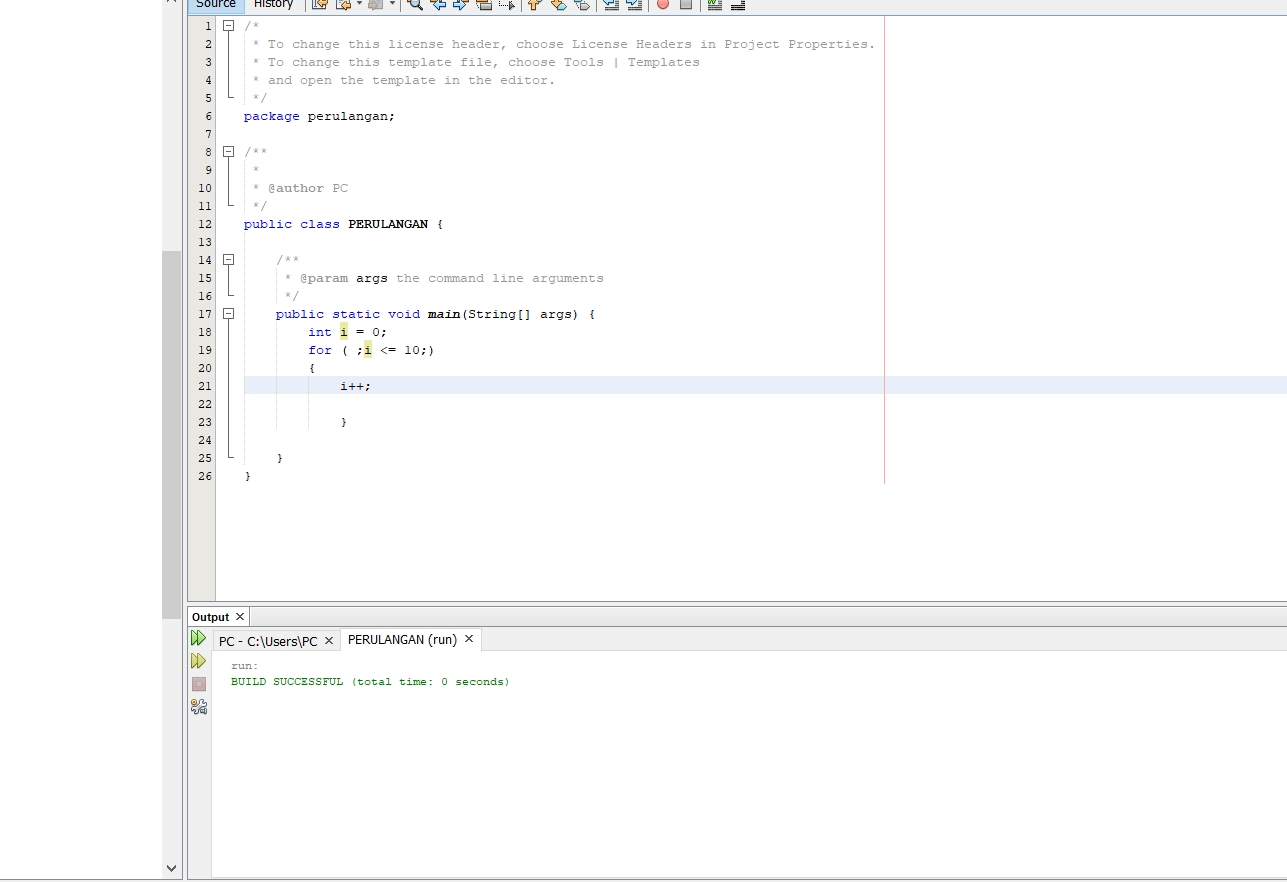 Source History
1 /*
2 * To change this license header, choose License Headers in Project Properties.
3 * To change this template file, choose Tools | Templates
4 * and open the template in the editor.
5 */
6 package perulangan;
7
8 /**
9 *
10 * @author PC
11 */
12 public class PERULANGAN {
13
14 /**
15 * @param args the command line arguments
16 */
17 public static void main(String[] args) {
18 int i = 0;
19 for ( ;i <= 10;)
20 {
21 i++;
22
23 }
24
25 }
26 }
Output ×
PC - C:\Users\PC × PERULANGAN (run) ×
run:
BUILD SUCCESSFUL (total time: 0 seconds)